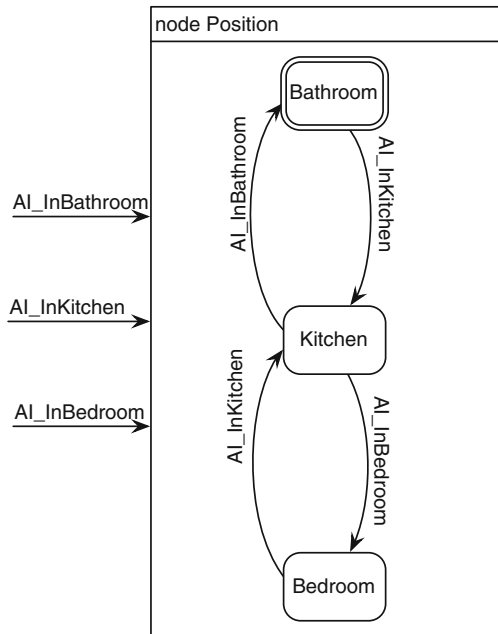 node Position
Bathroom
AI_InBathroom
AI_InKitchen
AI_InBathroom
AI_InKitchen
Kitchen
AI_InKitchen
AI_InBedroom
AI_InBedroom
Bedroom